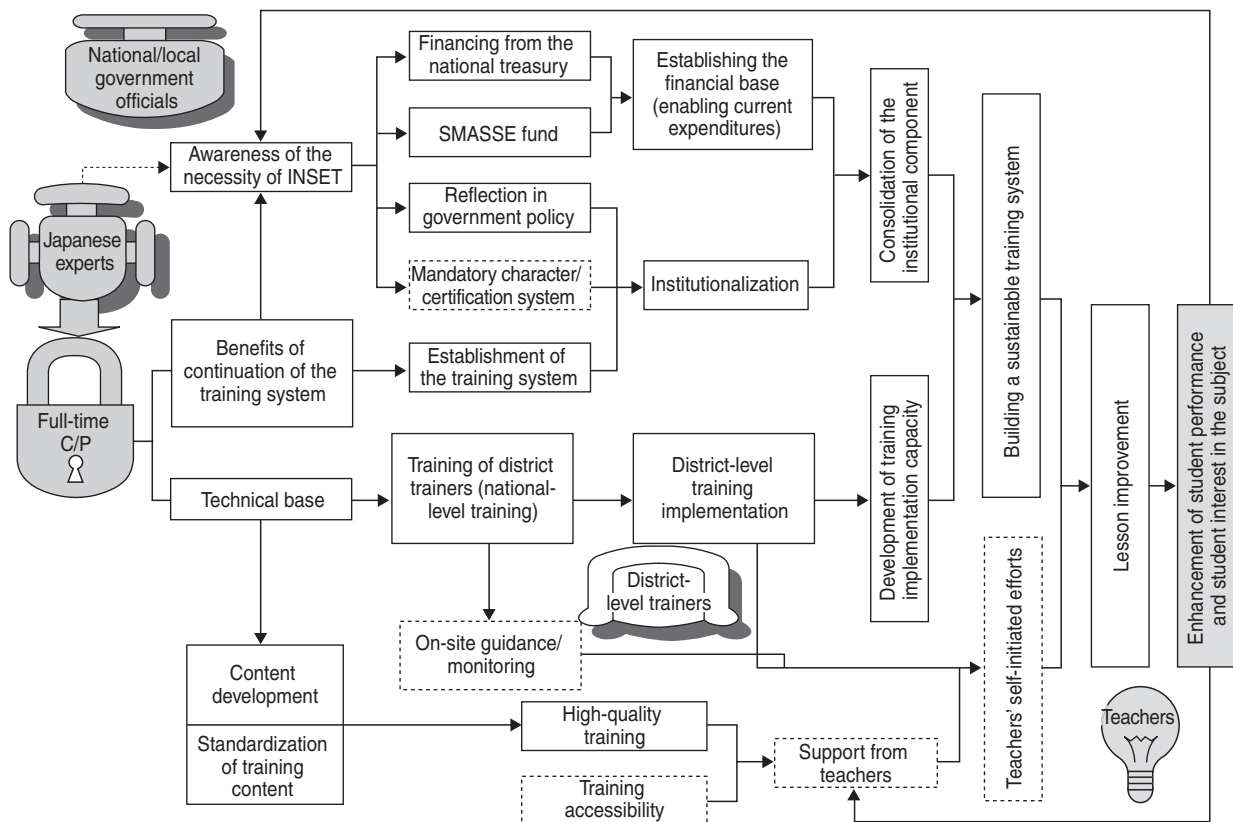 National/local
government
officials
Financing from the
national treasury
Establishing the
financial base
(enabling current
expenditures)
SMASSE fund
Awareness of the
necessity of INSET
Consolidation of the
institutional component
Building a sustainable training system
Japanese
experts
Reflection in
government policy
Mandatory character/
certification system
Institutionalization
Benefits of
continuation of the
training system
Establishment of
the training system
Full-time
C/P
Technical base
Training of district
trainers (national-
level training)
District-level
training
implementation
Development of training
implementation capacity
Lesson improvement
Enhancement of student performance
and student interest in the subject
District-
level trainers
On-site guidance/
monitoring
Teachers' self-initiated efforts
Content
development
Standardization
of training
content
High-quality
training
Support from
teachers
Training
accessibility
Teachers